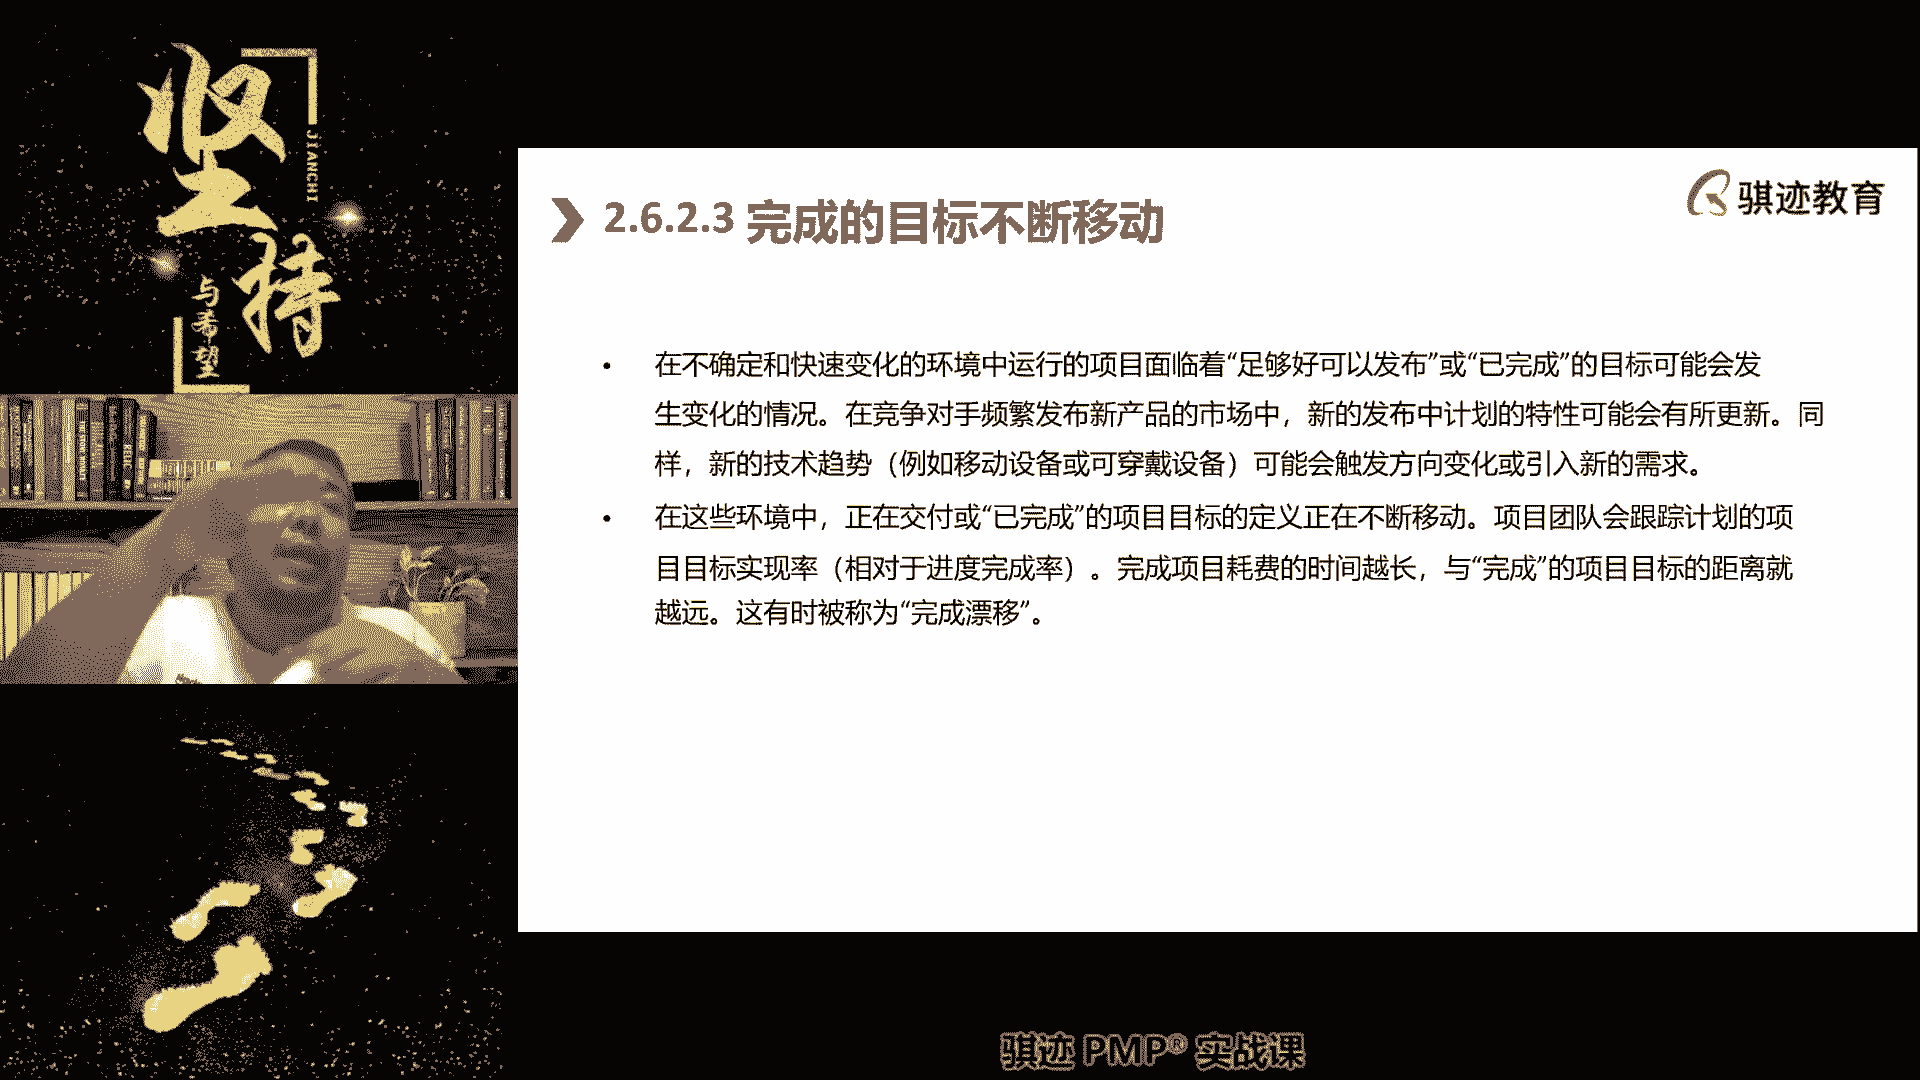 坚
持
JIANCHI
与希望
骐迹教育
2.6.2.3 完成的目标不断移动
• 在不确定和快速变化的环境中运行的项目面临着“足够好可以发布”或“已完成”的目标可能会发
生变化的情况。在竞争对手频繁发布新产品的市场中，新的发布中计划的特性可能会有所更新。同
样，新的技术趋势（例如移动设备或可穿戴设备）可能会触发方向变化或引入新的需求。
• 在这些环境中，正在交付或“已完成”的项目目标的定义正在不断移动。项目团队会跟踪计划的项
目目标实现率（相对于进度完成率）。完成项目耗费的时间越长，与“完成”的项目目标的距离就
越远。这有时被称为“完成漂移”。
骐迹 PMP® 实战课